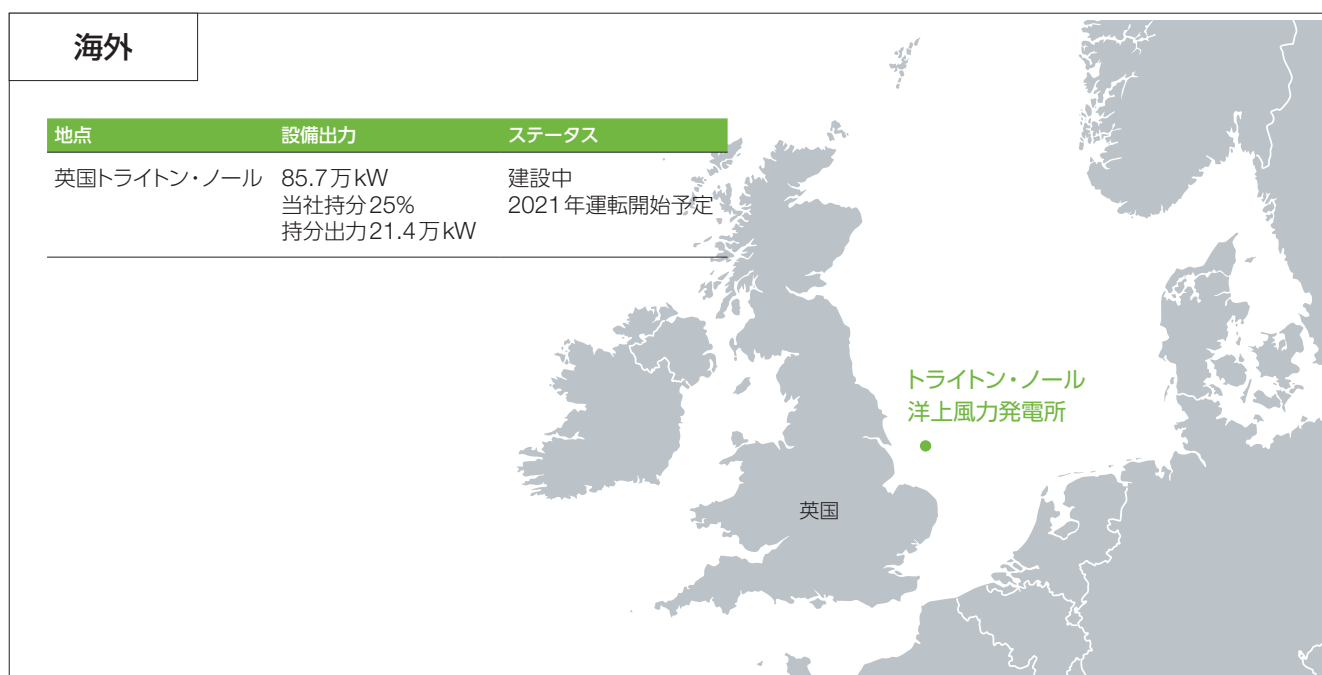 海外
地点 設備出力 ステータス
英国トライトン・ノール 85.7万kW 建設中
当社持分25% 2021年運転開始予定
持分出力21.4万kW
トライトン・ノール
洋上風力発電所
英国